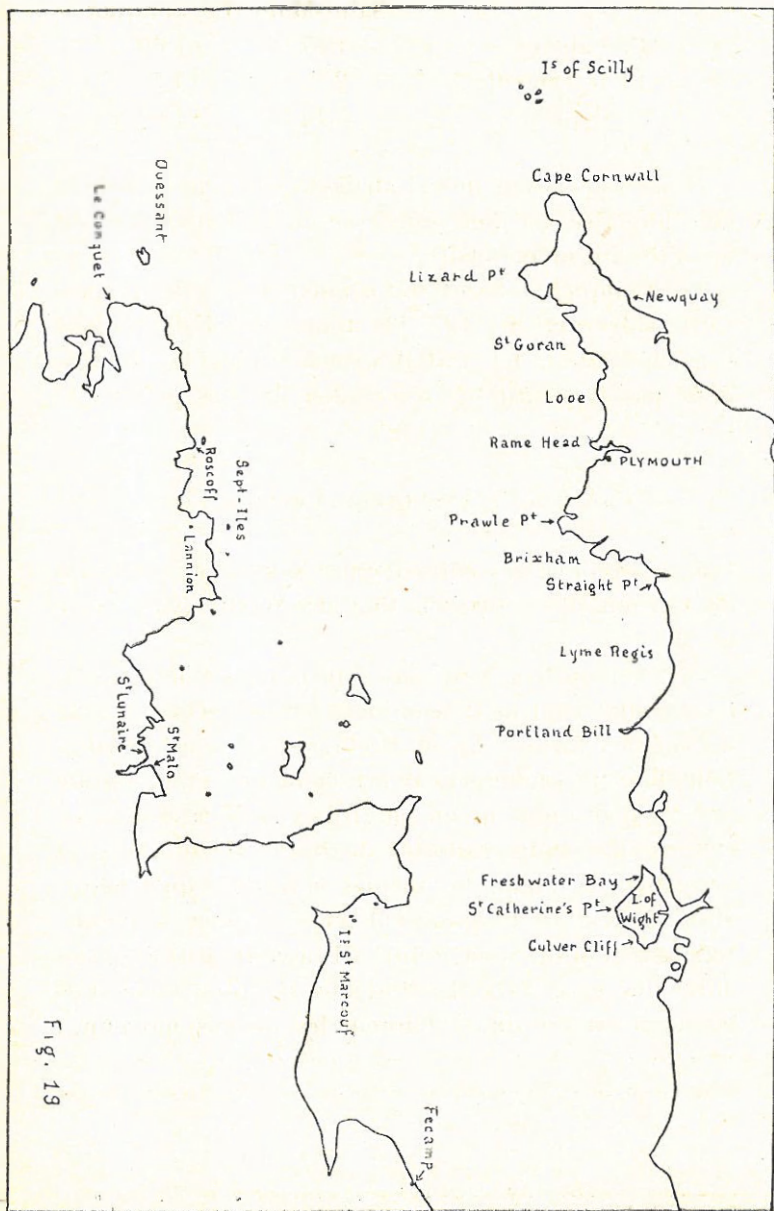 Is of Scilly
Cape Cornwall
Lizard Pt
Newquay
St Goran
Looe
Rame Head
PLYMOUTH
Prawle Pt
Brixham
Straight Pt
Lyme Regis
Portland Bill
Freshwater Bay
I. of
Wight
St Catherine's Pt
Culver Cliff
Ouessant
Le Conquet
Roscoff
Sept-Iles
Lannion
St Lunaire
St Malo
Is St Marcouf
Fecamp
Fig. 19